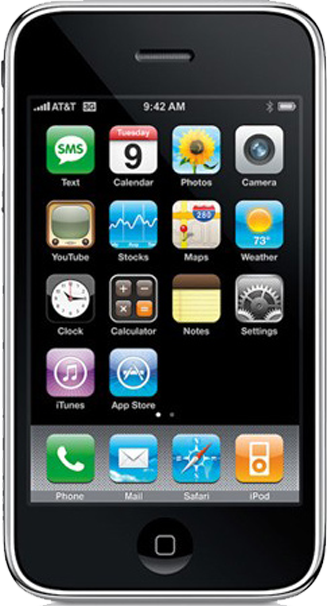 AT&T 3G 9:42 AM
SMS Tuesday 9 280 73°
Text Calendar Photos Camera
YouTube Stocks Maps Weather
Clock Calculator Notes Settings
iTunes App Store
Phone Mail Safari iPod